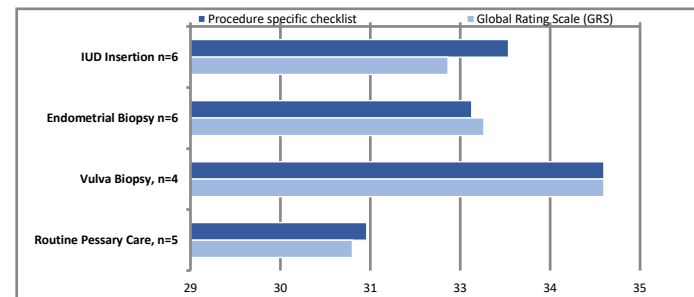 Procedure specific checklist Global Rating Scale (GRS)
IUD Insertion n=6
Endometrial Biopsy n=6
Vulva Biopsy, n=4
Routine Pessary Care, n=5
29 30 31 33 34 35